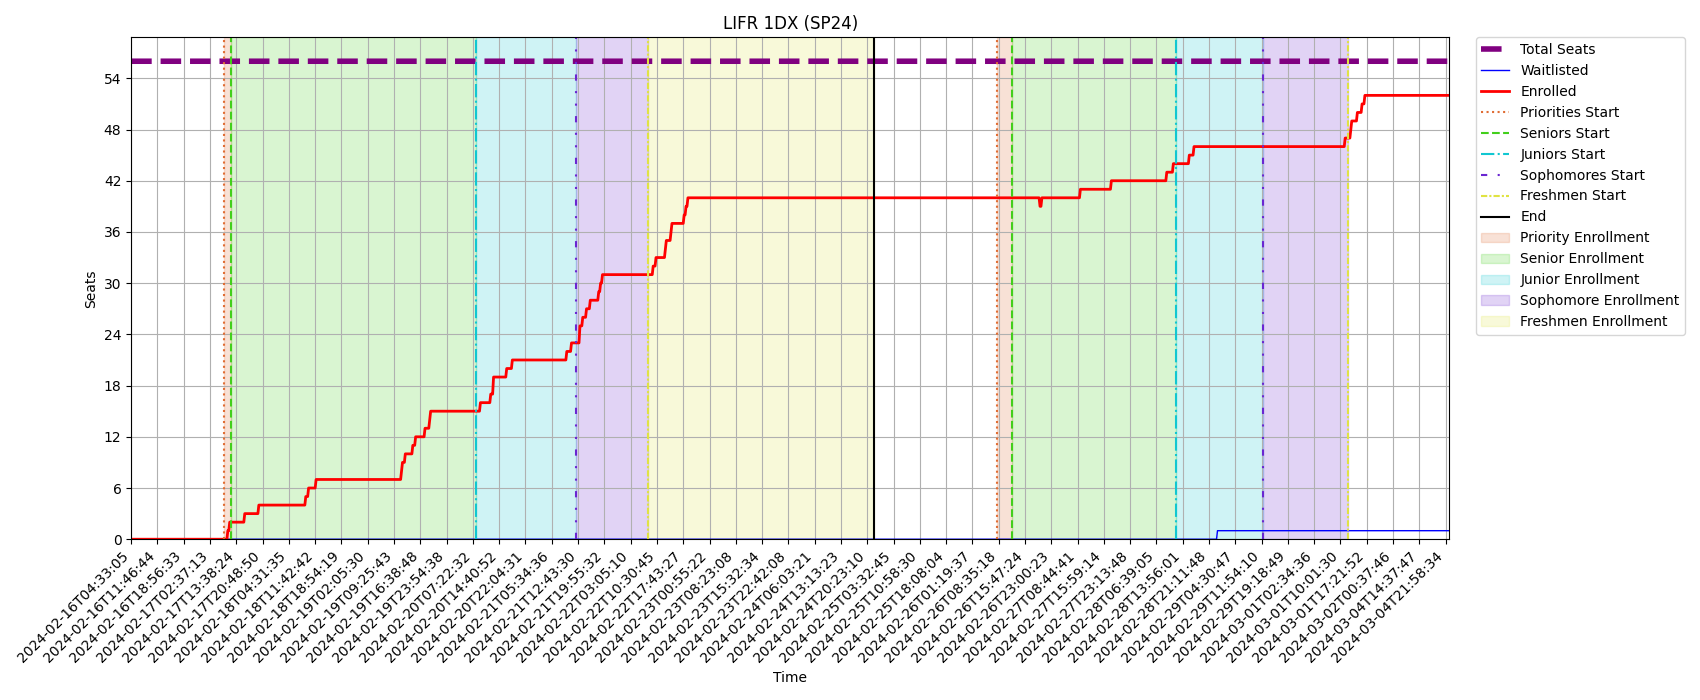 LIFR 1DX (SP24)
Total Seats
Waitlisted
Enrolled
Priorities Start
Seniors Start
Juniors Start
Sophomores Start
Freshmen Start
End
Priority Enrollment
Senior Enrollment
Junior Enrollment
Sophomore Enrollment
Freshmen Enrollment
Seats
54
48
42
36
30
24
18
12
6
0
2024-02-16T04:33:05
2024-02-16T11:46:44
2024-02-16T18:56:33
2024-02-17T02:37:13
2024-02-17T13:38:24
2024-02-17T20:48:50
2024-02-18T04:31:35
2024-02-18T11:42:42
2024-02-18T18:54:19
2024-02-19T02:05:30
2024-02-19T09:25:43
2024-02-19T16:38:48
2024-02-19T23:54:38
2024-02-20T07:22:32
2024-02-20T14:40:52
2024-02-20T22:04:31
2024-02-21T05:34:36
2024-02-21T12:43:30
2024-02-21T19:55:32
2024-02-22T03:05:10
2024-02-22T10:30:45
2024-02-22T17:43:27
2024-02-23T00:55:22
2024-02-23T08:23:08
2024-02-23T15:32:34
2024-02-23T22:42:08
2024-02-24T06:03:21
2024-02-24T13:13:23
2024-02-24T20:23:10
2024-02-25T03:32:45
2024-02-25T10:58:30
2024-02-25T18:08:04
2024-02-26T01:19:37
2024-02-26T08:35:18
2024-02-26T15:47:24
2024-02-26T23:00:23
2024-02-27T08:44:41
2024-02-27T15:59:14
2024-02-27T23:13:48
2024-02-28T06:39:05
2024-02-28T13:56:01
2024-02-28T21:11:48
2024-02-29T04:30:47
2024-02-29T11:54:10
2024-02-29T19:18:49
2024-03-01T02:34:36
2024-03-01T10:01:30
2024-03-01T17:21:52
2024-03-02T00:37:46
2024-03-04T14:37:47
2024-03-04T21:58:34
Time